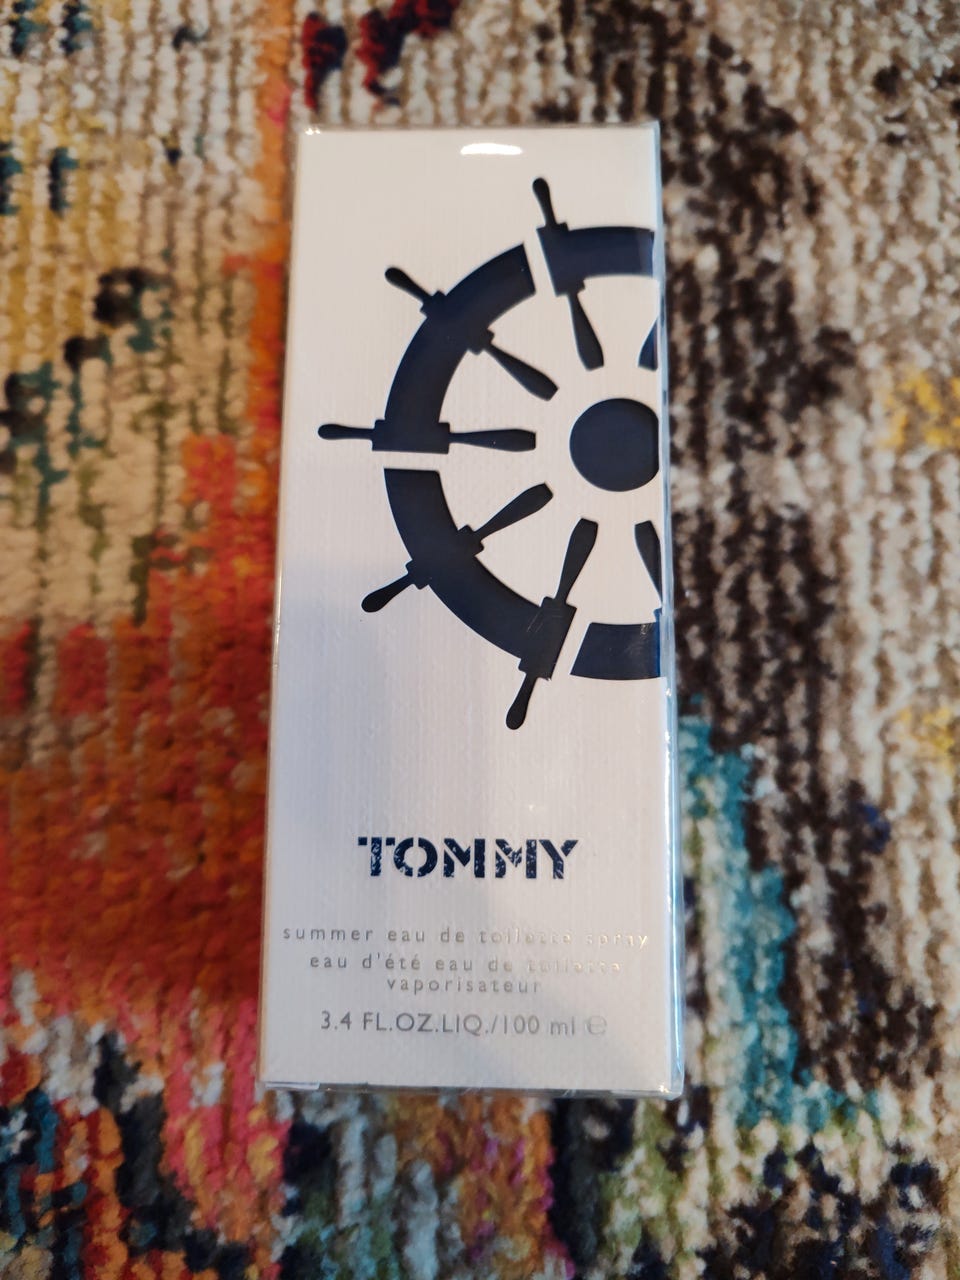 TOMMY
summer eau de toilette spray
eau d'été eau de toilette
vaporisateur
3.4 FL.OZ.LIQ./100 ml ℮